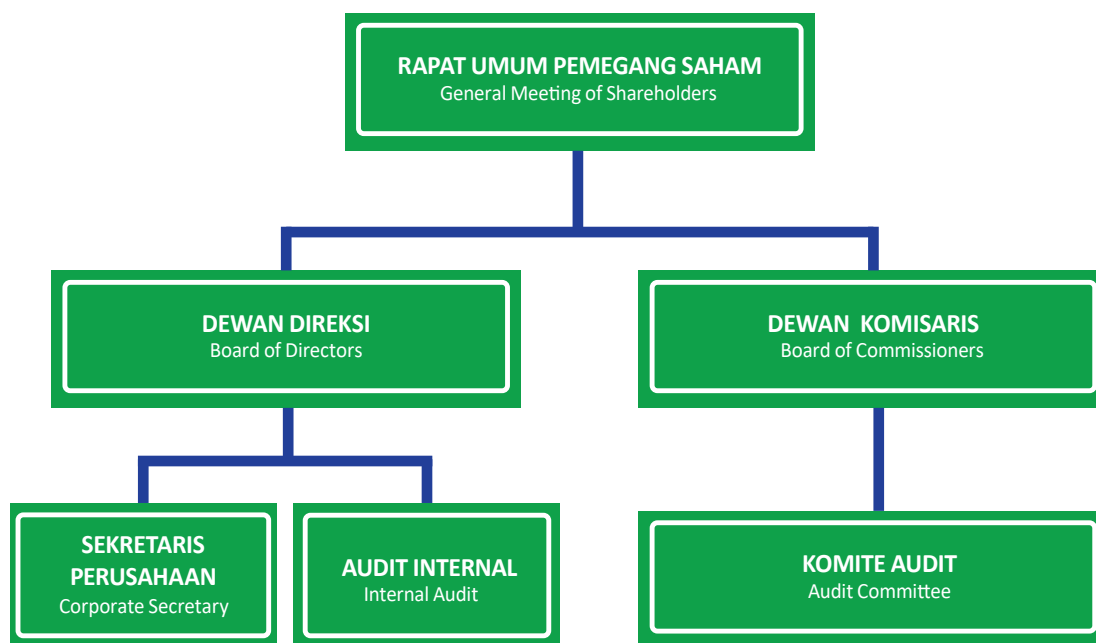 RAPAT UMUM PEMEGANG SAHAM
General Meeting of Shareholders
DEWAN DIREKSI
Board of Directors
DEWAN KOMISARIS
Board of Commissioners
SEKRETARIS
PERUSAHAAN
Corporate Secretary
AUDIT INTERNAL
Internal Audit
KOMITE AUDIT
Audit Committee